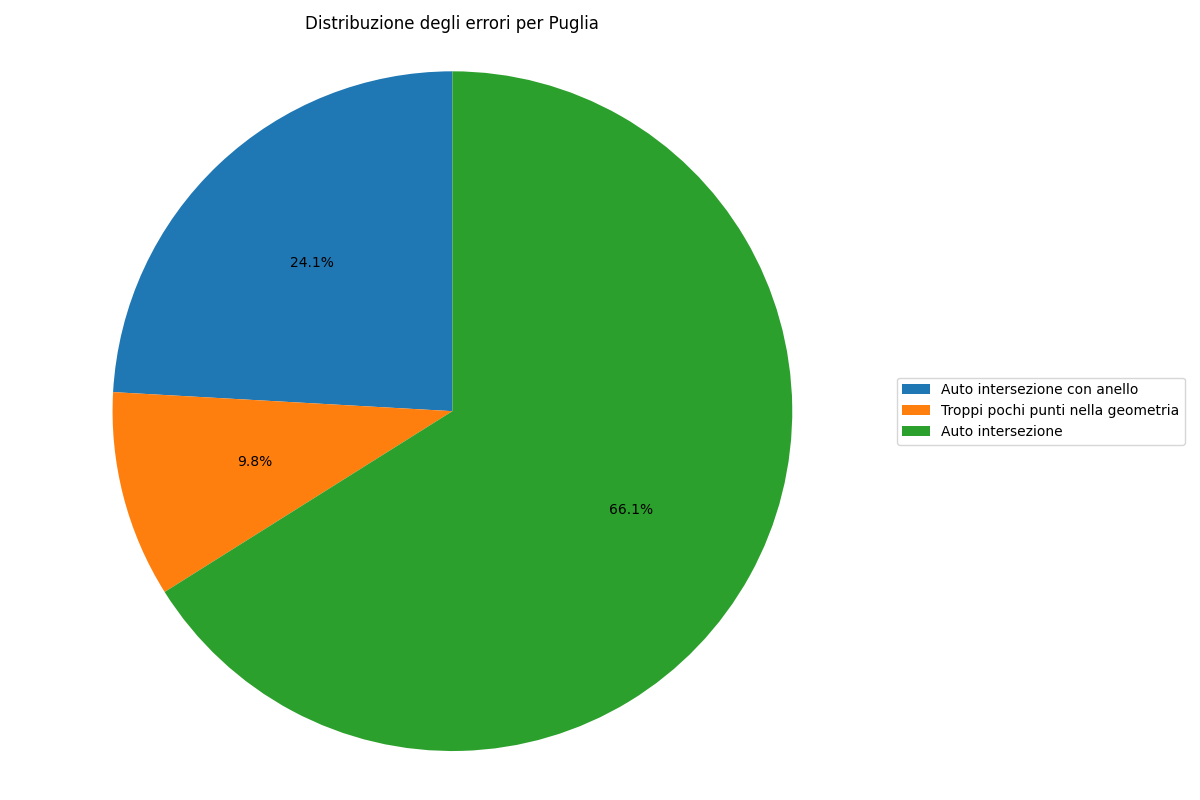 Distribuzione degli errori per Puglia
24.1%
9.8%
66.1%
Auto intersezione con anello
Troppi pochi punti nella geometria
Auto intersezione